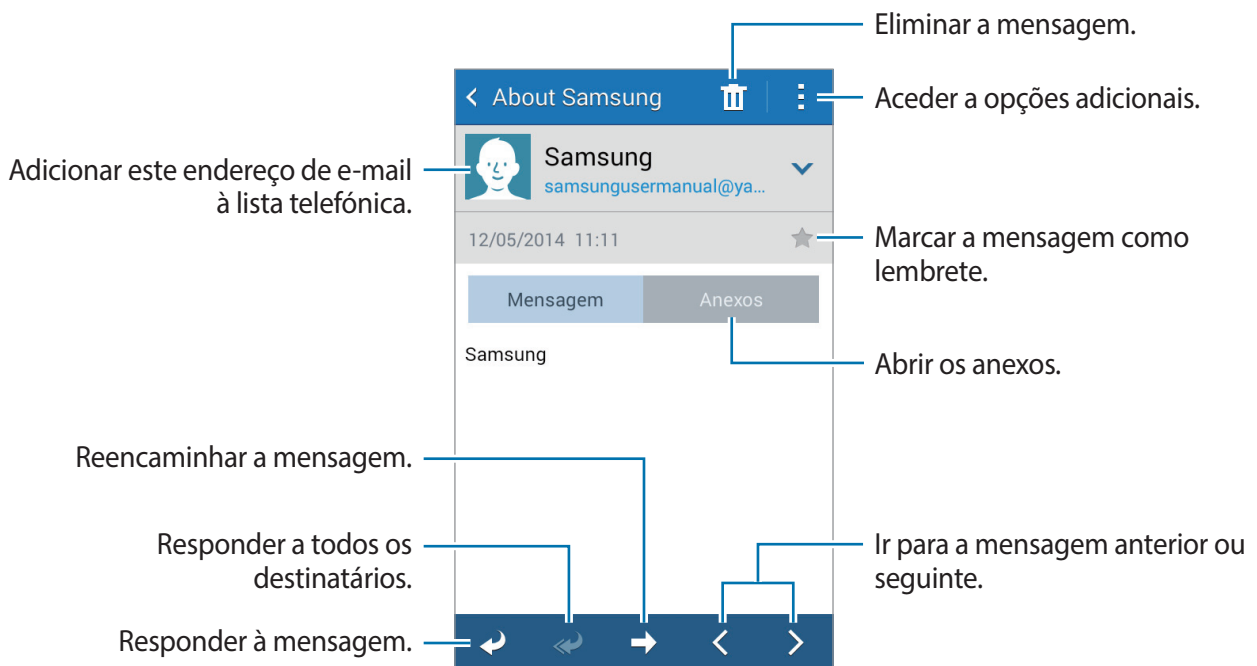 Eliminar a mensagem.
About Samsung
Aceder a opções adicionais.
Adicionar este endereço de e-mail
à lista telefónica.
Samsung
samsungusermanual@ya...
12/05/2014 11:11
Marcar a mensagem como
lembrete.
Mensagem
Anexos
Samsung
Abrir os anexos.
Reencaminhar a mensagem.
Responder a todos os
destinatários.
Ir para a mensagem anterior ou
seguinte.
Responder à mensagem.